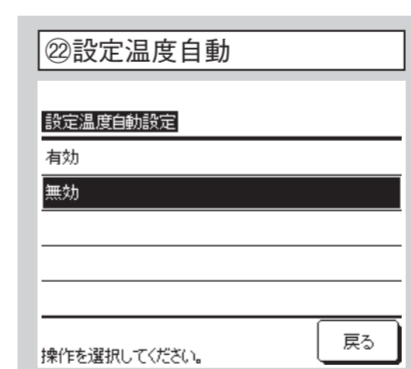 ㉒設定温度自動
設定温度自動設定
有効
無効
操作を選択してください。
戻る